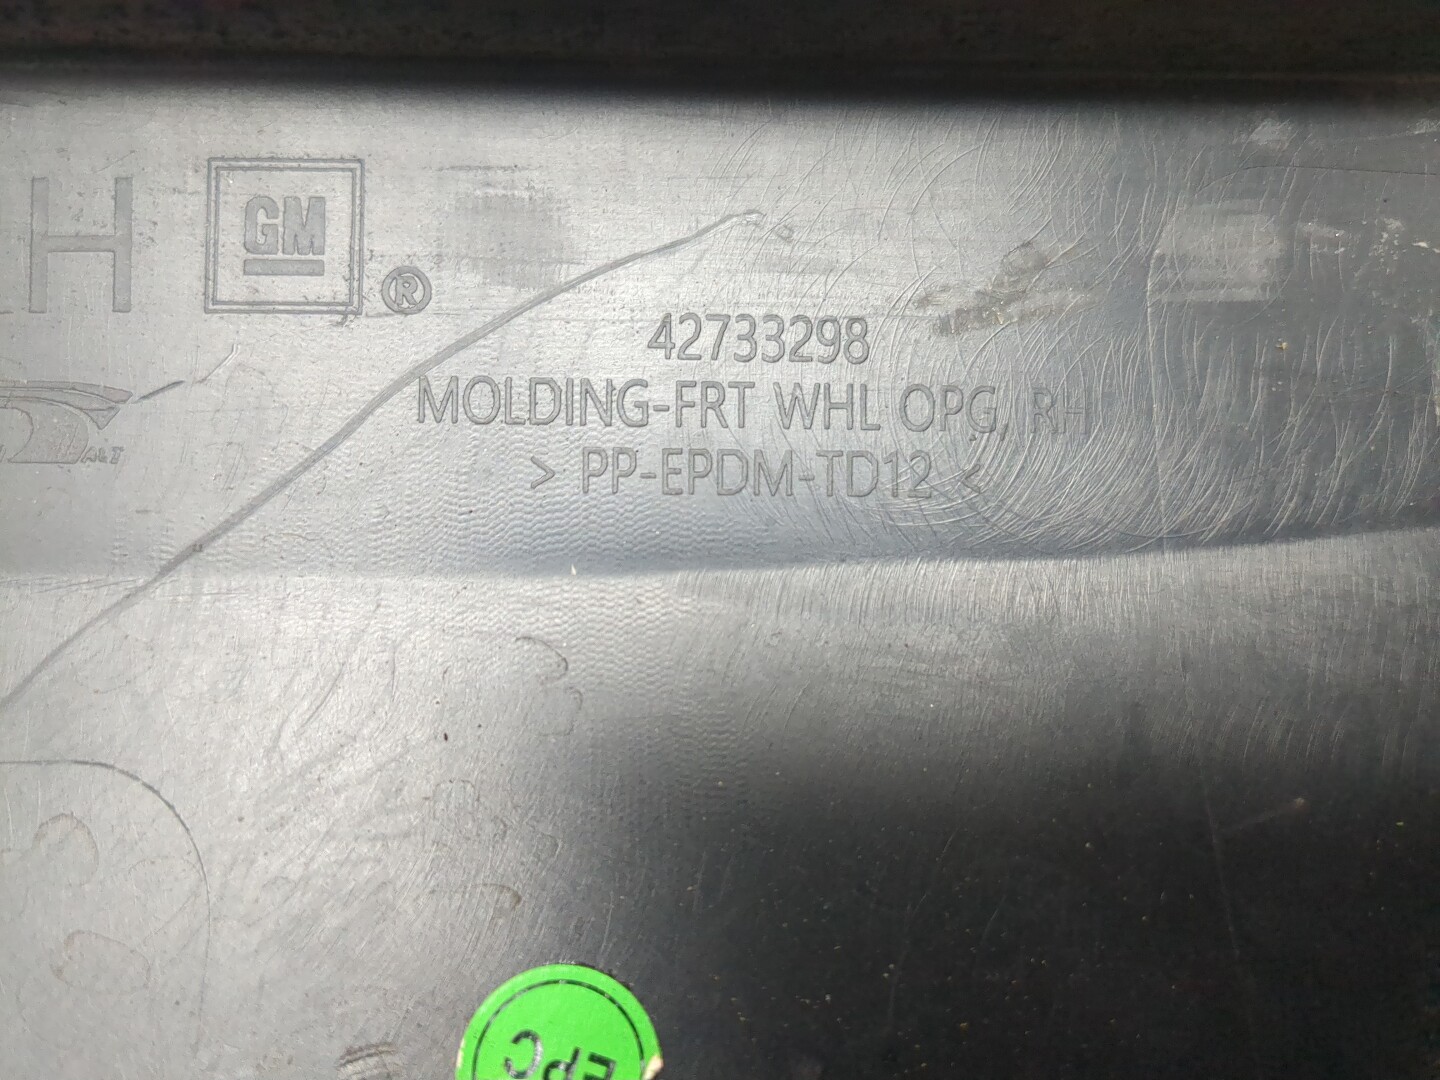 H GM ®
42733298
MOLDING-FRT WHL OPG, RH
> PP-EPDM-TD12 <
EPC